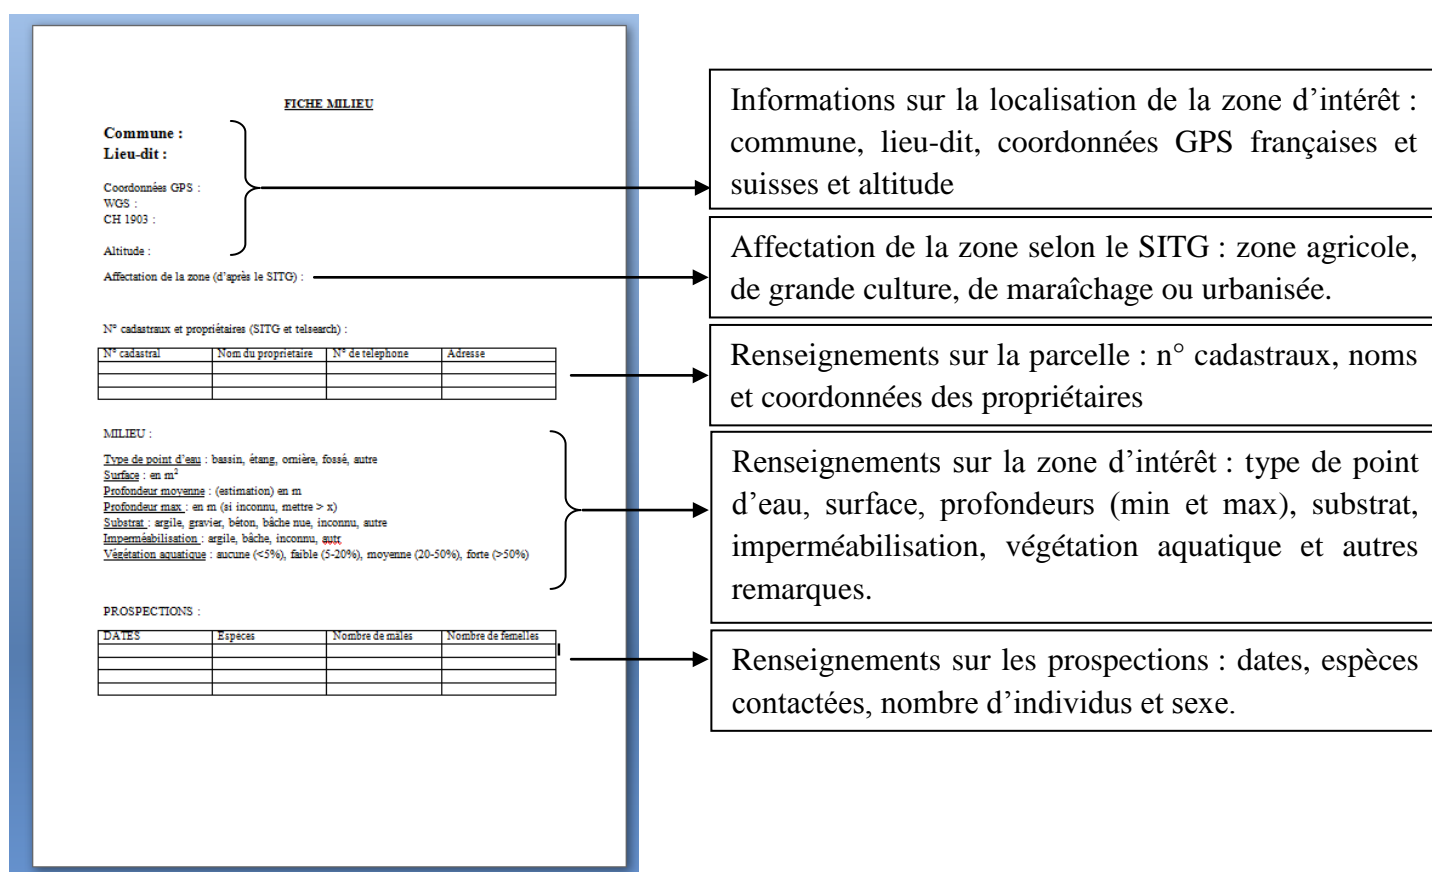 FICHE MILIEU
Commune :
Lieu-dit :
Coordonnées GPS :
WGS :
CH 1903 :
Altitude :
Affectation de la zone (d’après le SITG) :
N° cadastraux et propriétaires (SITG et telsearch) :
N° cadastral Nom du propriétaire N° de telephone Adresse
MILIEU :
Type de point d’eau : bassin, étang, ornière, fossé, autre
Surface : en m²
Profondeur moyenne : (estimation) en m
Profondeur max : en m (si inconnu, mettre > x)
Substrat : argile, gravier, béton, bâche nue, inconnu, autre
Imperméabilisation : argile, bâche, inconnu, autr
Végétation aquatique : aucune (<5%), faible (5-20%), moyenne (20-50%), forte (>50%)
PROSPECTIONS :
DATES Espèces Nombre de mâles Nombre de femelles
Informations sur la localisation de la zone d’intérêt :
commune, lieu-dit, coordonnées GPS françaises et
suisses et altitude
Affectation de la zone selon le SITG : zone agricole,
de grande culture, de maraîchage ou urbanisée.
Renseignements sur la parcelle : n° cadastraux, noms
et coordonnées des propriétaires
Renseignements sur la zone d’intérêt : type de point
d’eau, surface, profondeurs (min et max), substrat,
imperméabilisation, végétation aquatique et autres
remarques.
Renseignements sur les prospections : dates, espèces
contactées, nombre d’individus et sexe.